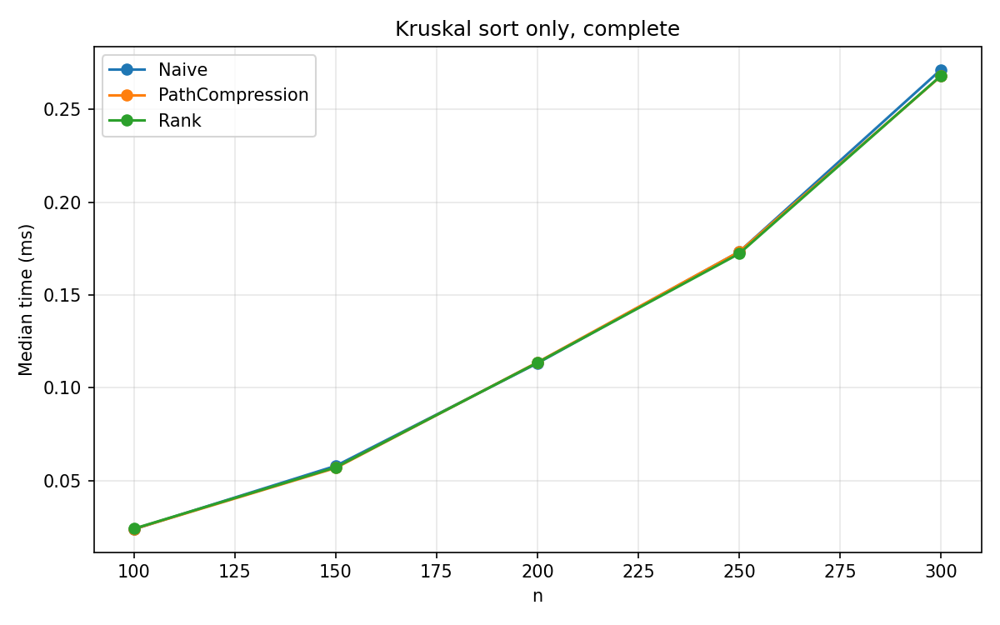 Kruskal sort only, complete
Naive
PathCompression
Rank
Median time (ms)
0.25
0.20
0.15
0.10
0.05
100 125 150 175 200 225 250 275 300
n